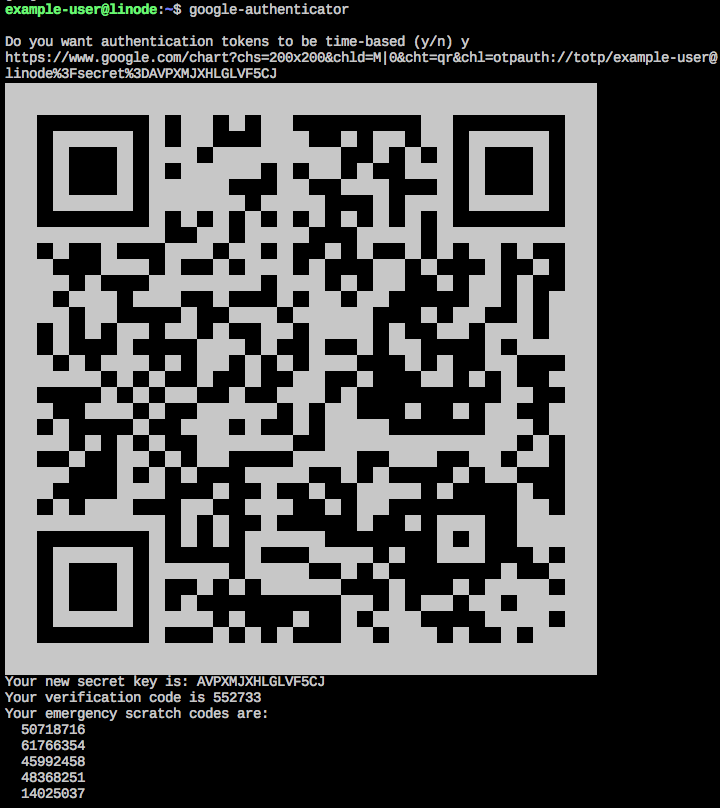 example-user@linode:~$ google-authenticator
Do you want authentication tokens to be time-based (y/n) y
https://www.google.com/chart?chs=200x200&chld=M|0&cht=qr&chl=otpauth://totp/example-user@
linode%3Fsecret%3DAVPXMJXHLGLVF5CJ
Your new secret key is: AVPXMJXHLGLVF5CJ
Your verification code is 552733
Your emergency scratch codes are:
50718716
61766354
45992458
48368251
14025037